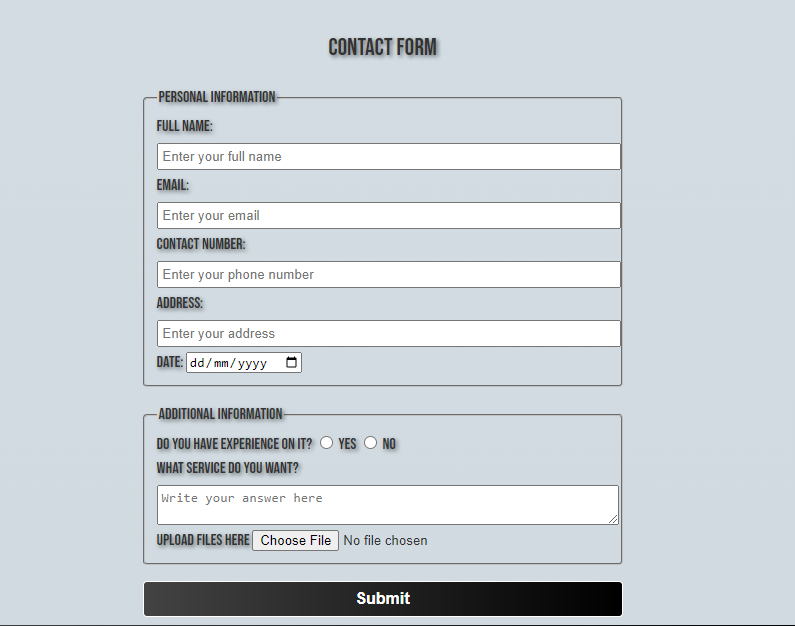 CONTACT FORM
PERSONAL INFORMATION
FULL NAME:
Enter your full name
EMAIL:
Enter your email
CONTACT NUMBER:
Enter your phone number
ADDRESS:
Enter your address
DATE: dd/mm/yyyy
ADDITIONAL INFORMATION
DO YOU HAVE EXPERIENCE ON IT? YES NO
WHAT SERVICE DO YOU WANT?
Write your answer here
UPLOAD FILES HERE Choose File No file chosen
Submit